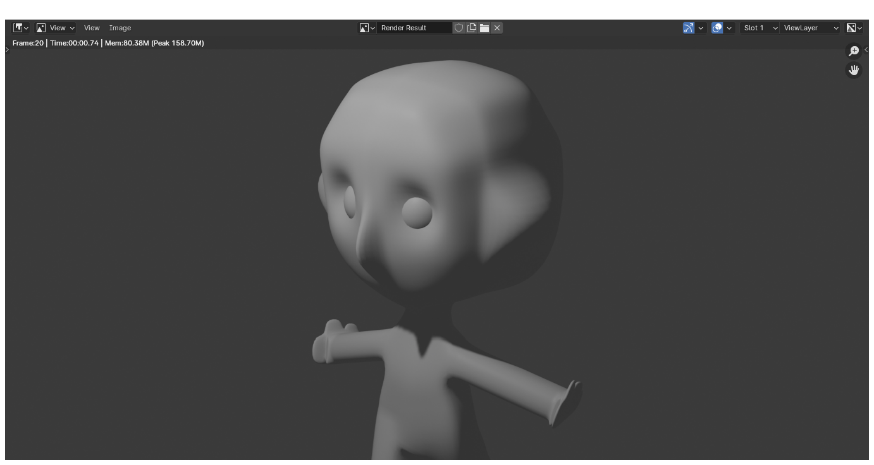 View View Image Render Result Slot 1 ViewLayer
Frame:20 | Time:00:00.74 | Mem:80.38M (Peak 158.70M)